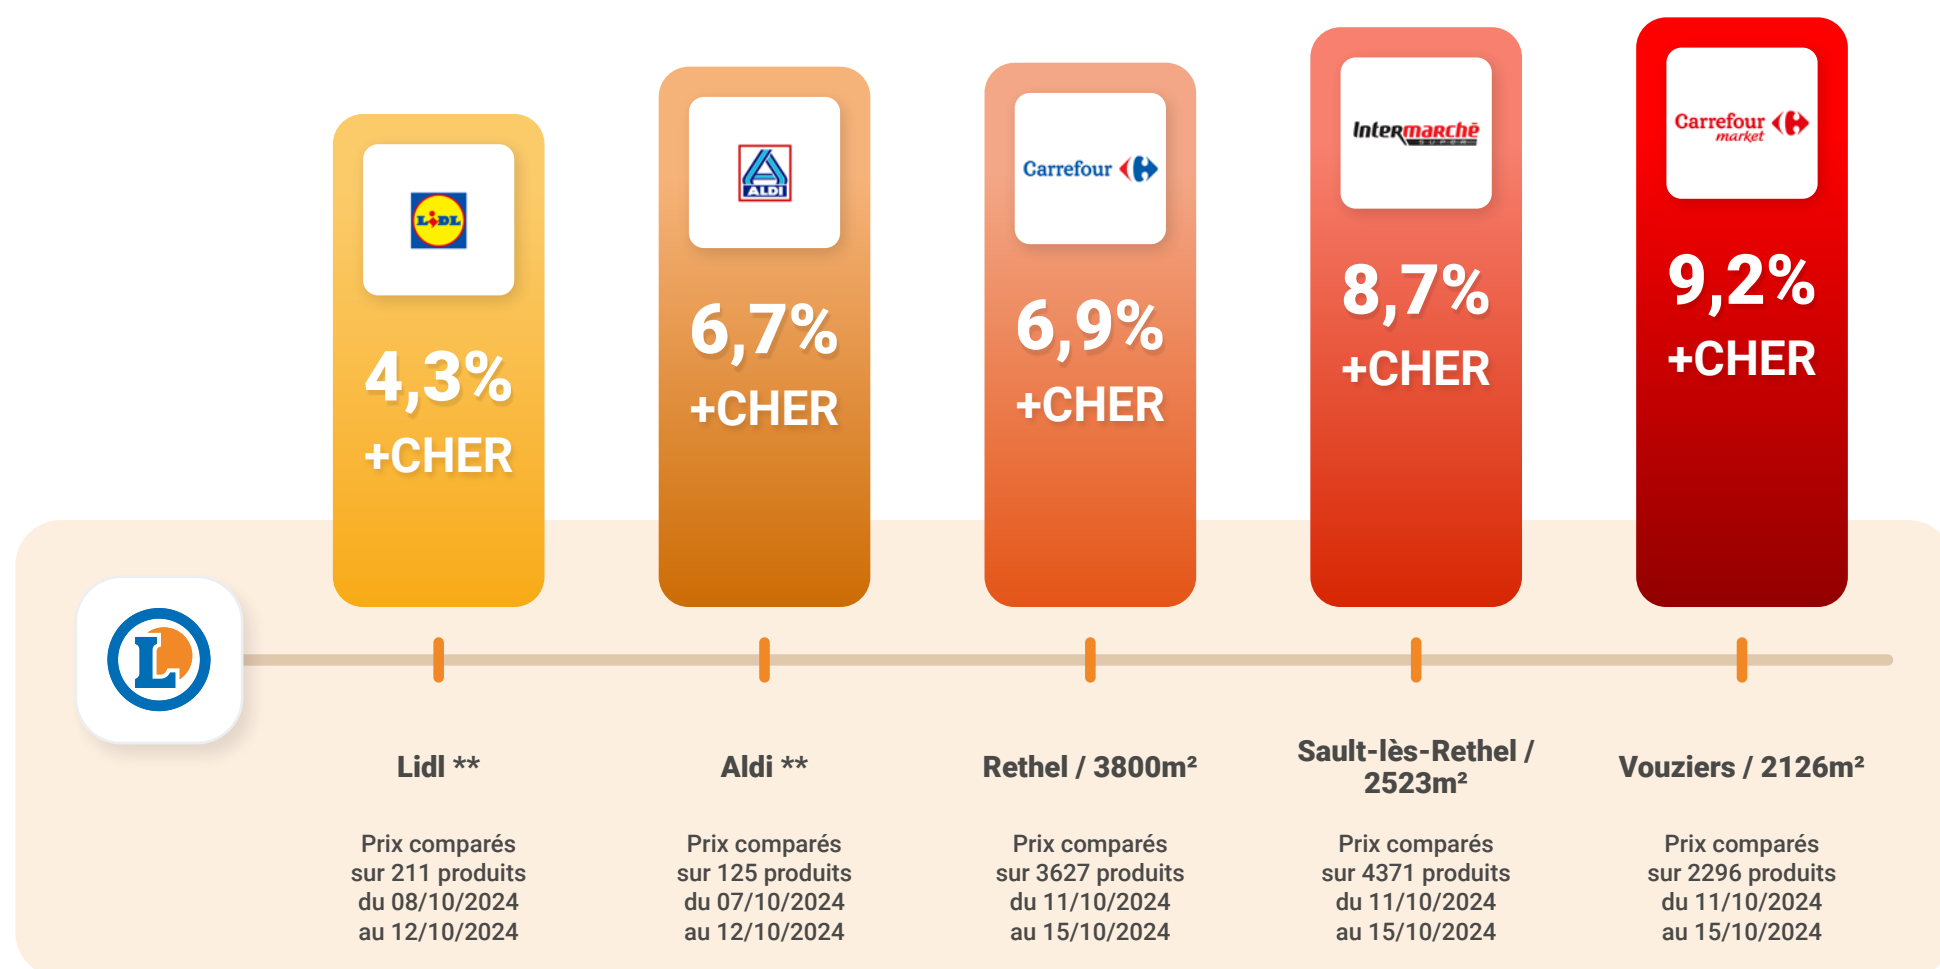 LiDL
4,3%
+CHER
ALDI
6,7%
+CHER
Carrefour
6,9%
+CHER
Intermarchē
SUPER
8,7%
+CHER
Carrefour
market
9,2%
+CHER
L
Lidl **
Prix comparés
sur 211 produits
du 08/10/2024
au 12/10/2024
Aldi **
Prix comparés
sur 125 produits
du 07/10/2024
au 12/10/2024
Rethel / 3800m²
Prix comparés
sur 3627 produits
du 11/10/2024
au 15/10/2024
Sault-lès-Rethel /
2523m²
Prix comparés
sur 4371 produits
du 11/10/2024
au 15/10/2024
Vouziers / 2126m²
Prix comparés
sur 2296 produits
du 11/10/2024
au 15/10/2024